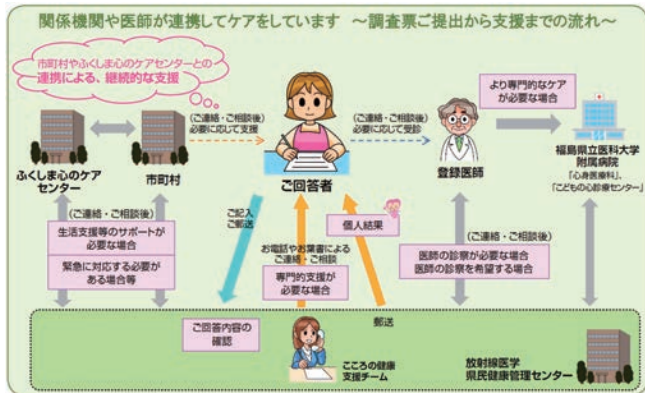 関係機関や医師が連携してケアをしています ～調査票ご提出から支援までの流れ～
市町村やふくしま心のケアセンターとの
連携による、継続的な支援
ふくしま心のケア
センター
市町村
(ご連絡・ご相談後)
必要に応じて支援
ご回答者
(ご連絡・ご相談後)
必要に応じて受診
登録医師
より専門的なケア
が必要な場合
福島県立医科大学
附属病院
「心身医療科」、
「こどもの心診療センター」
(ご連絡・ご相談後)
生活支援等のサポートが
必要な場合
緊急に対応する必要が
ある場合等
ご記入
ご郵送
お電話やお葉書による
ご連絡・ご相談
専門的支援が
必要な場合
個人結果
(ご連絡・ご相談後)
医師の診察が必要な場合
医師の診察を希望する場合
ご回答内容の
確認
こころの健康
支援チーム
郵送
放射線医学
県民健康管理センター